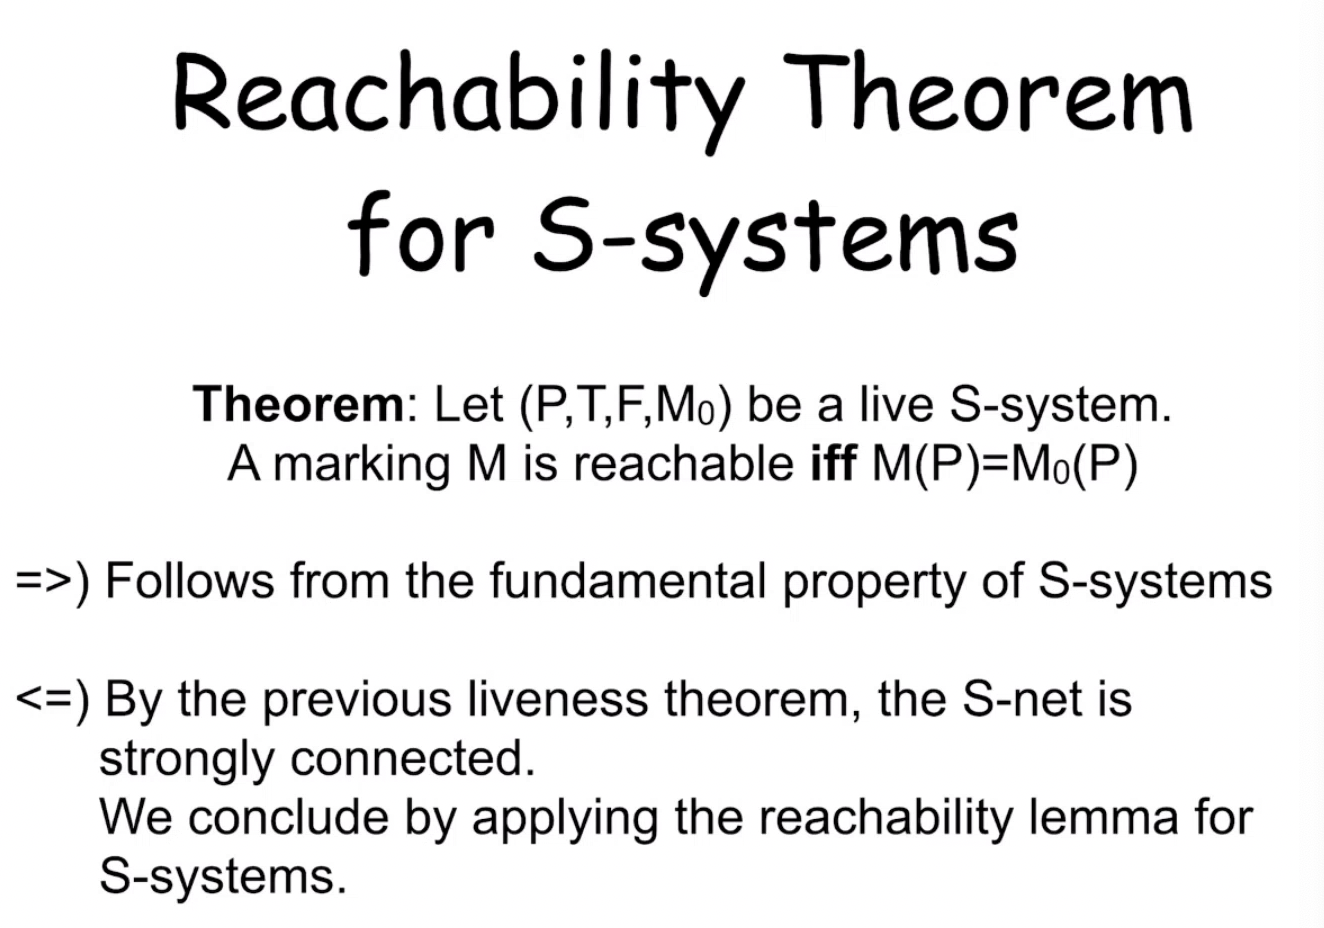 Reachability Theorem
for S-systems
Theorem: Let (P,T,F,M₀) be a live S-system.
A marking M is reachable iff M(P)=M₀(P)
=>) Follows from the fundamental property of S-systems
<=) By the previous liveness theorem, the S-net is
strongly connected.
We conclude by applying the reachability lemma for
S-systems.